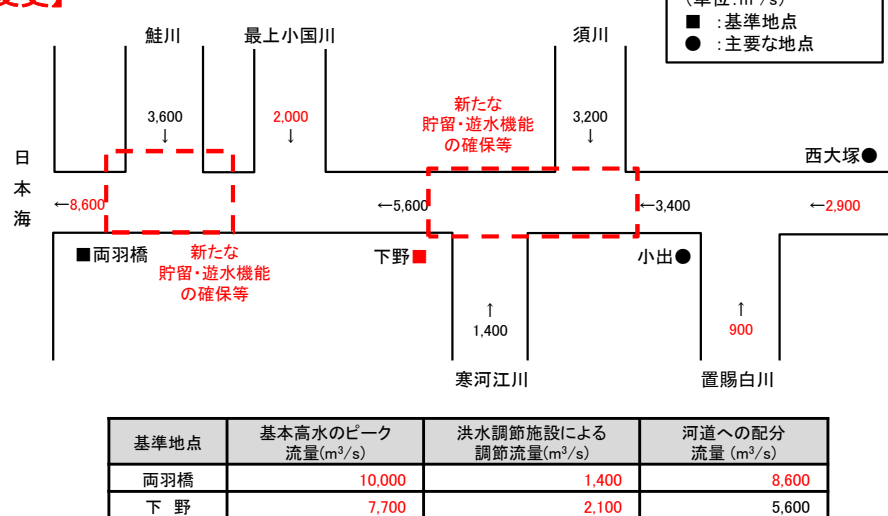 変更】
(単位:m³/s)
■ :基準地点
● :主要な地点
鮭川
最上小国川
須川
3,600
↓
2,000
↓
新たな
貯留・遊水機能
の確保等
3,200
↓
西大塚●
日本海
←8,600
←5,600
←3,400
←2,900
■両羽橋
新たな
貯留・遊水機能
の確保等
下野■
小出●
↑
1,400
↑
900
寒河江川
置賜白川
基準地点 基本高水のピーク流量(m³/s) 洪水調節施設による調節流量(m³/s) 河道への配分流量 (m³/s)
両羽橋 10,000 1,400 8,600
下 野 7,700 2,100 5,600